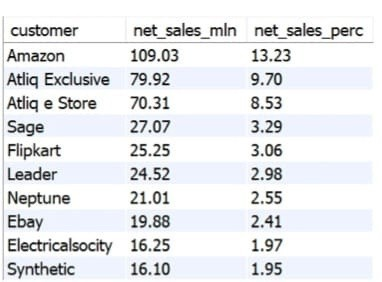 customer net_sales_mln net_sales_perc
Amazon 109.03 13.23
Atliq Exclusive 79.92 9.70
Atliq e Store 70.31 8.53
Sage 27.07 3.29
Flipkart 25.25 3.06
Leader 24.52 2.98
Neptune 21.01 2.55
Ebay 19.88 2.41
Electricalsocity 16.25 1.97
Synthetic 16.10 1.95